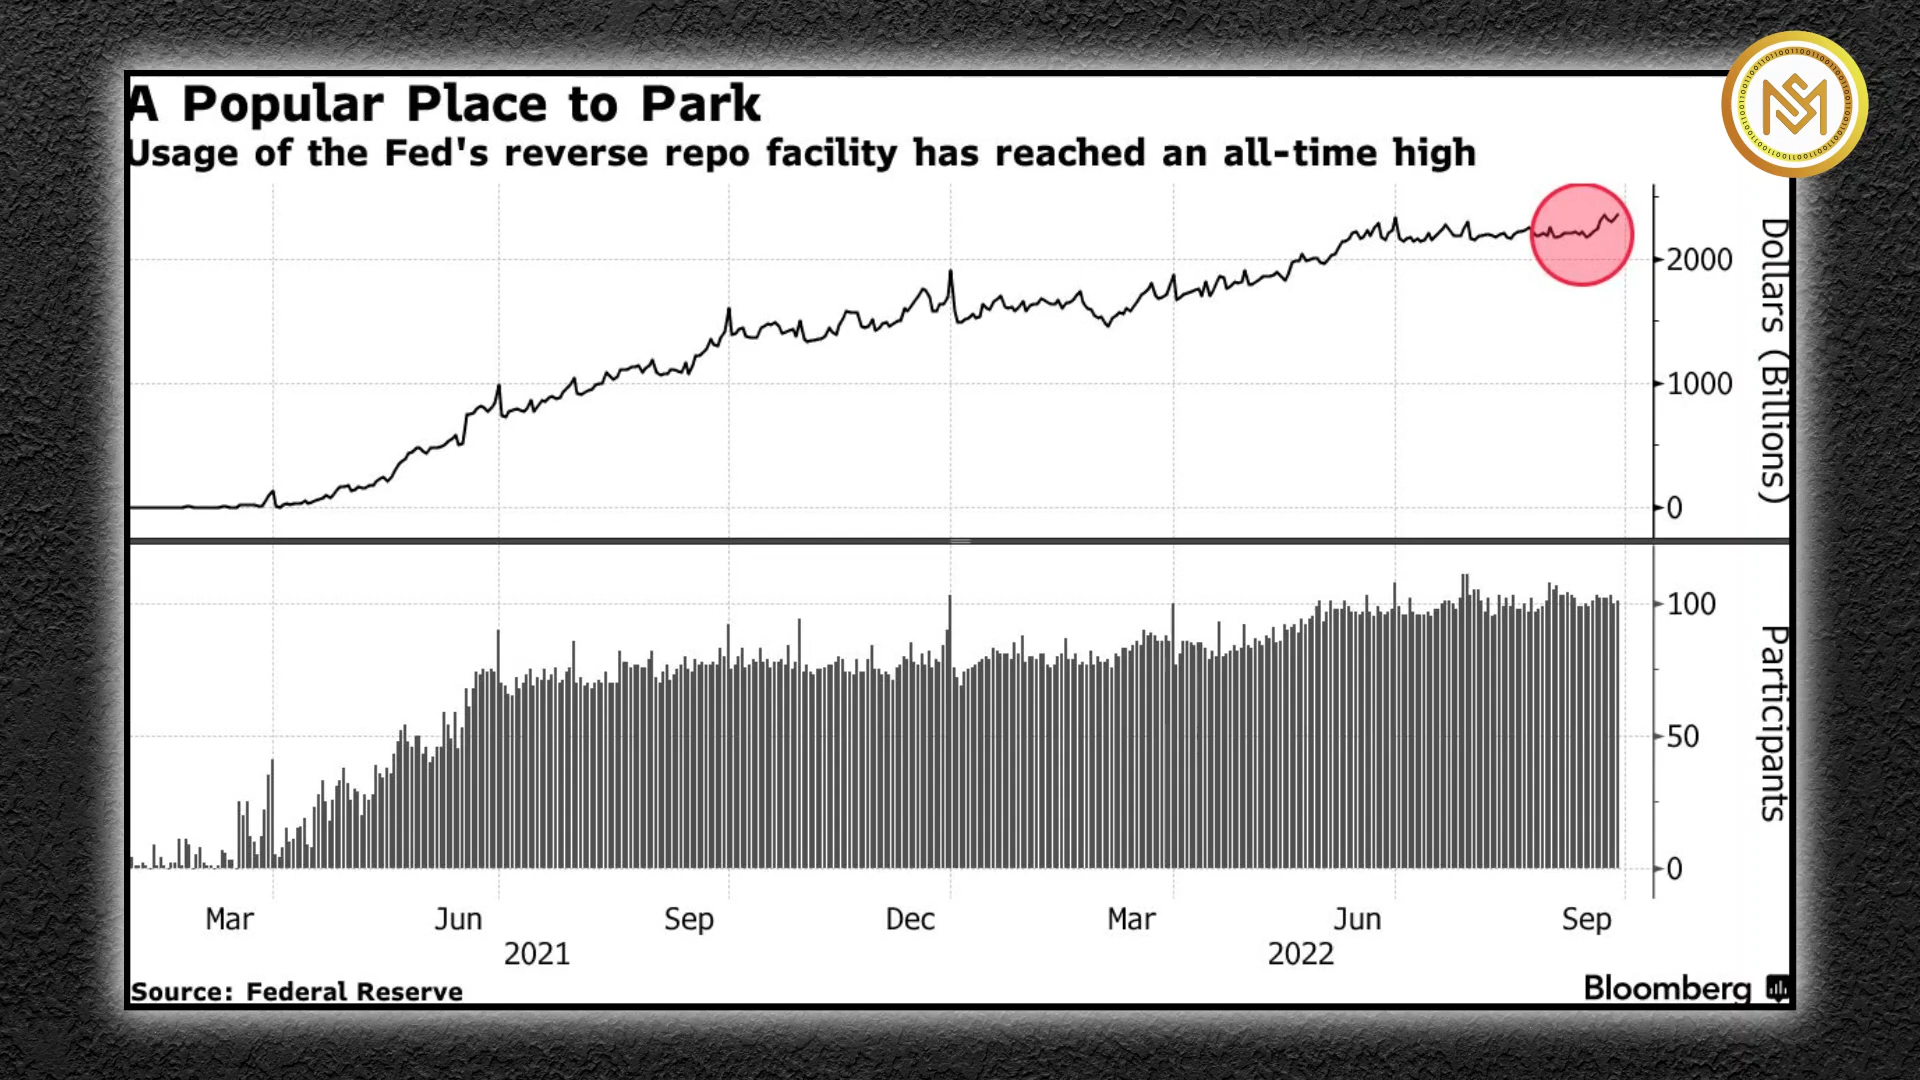 A Popular Place to Park
Usage of the Fed's reverse repo facility has reached an all-time high
2000
1000
0
Dollars (Billions)
100
50
0
Participants
Mar Jun Sep Dec Mar Jun Sep
2021 2022
Source: Federal Reserve
Bloomberg